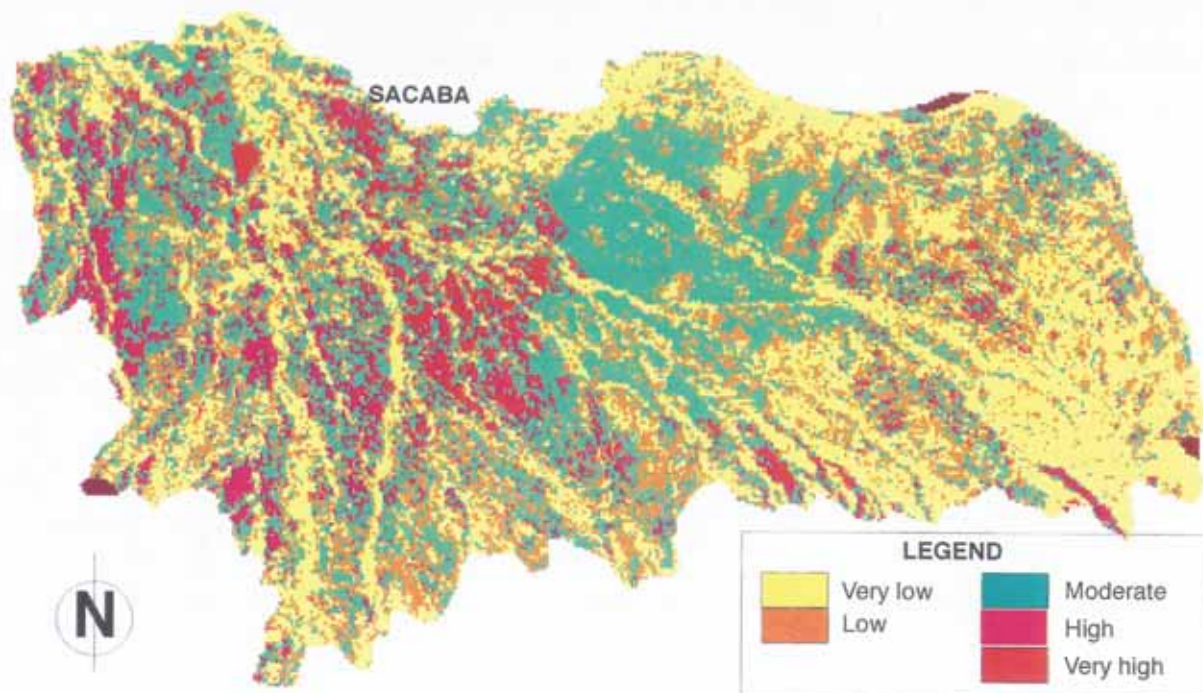 SACABA
N
LEGEND
Very low
Low
Moderate
High
Very high